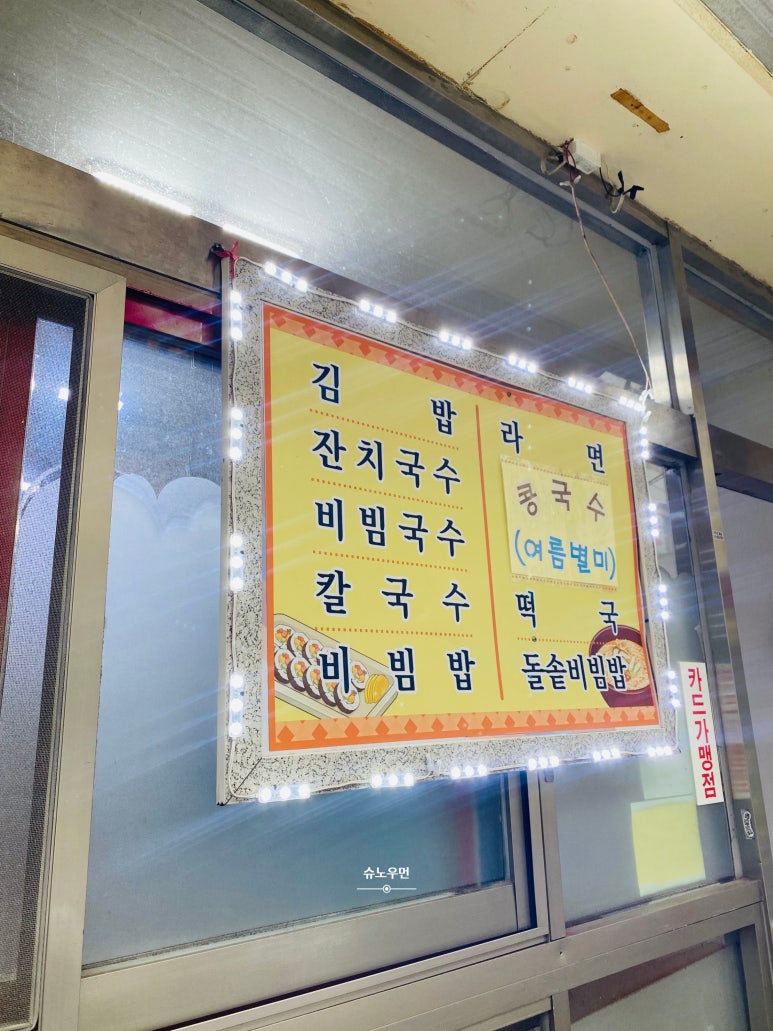 김 밥
잔치국수
비빔국수
칼 국 수
비 빔 밥
라 면
콩국수
(여름별미)
떡 국
돌솥비빔밥
카드가맹점
슈노우먼